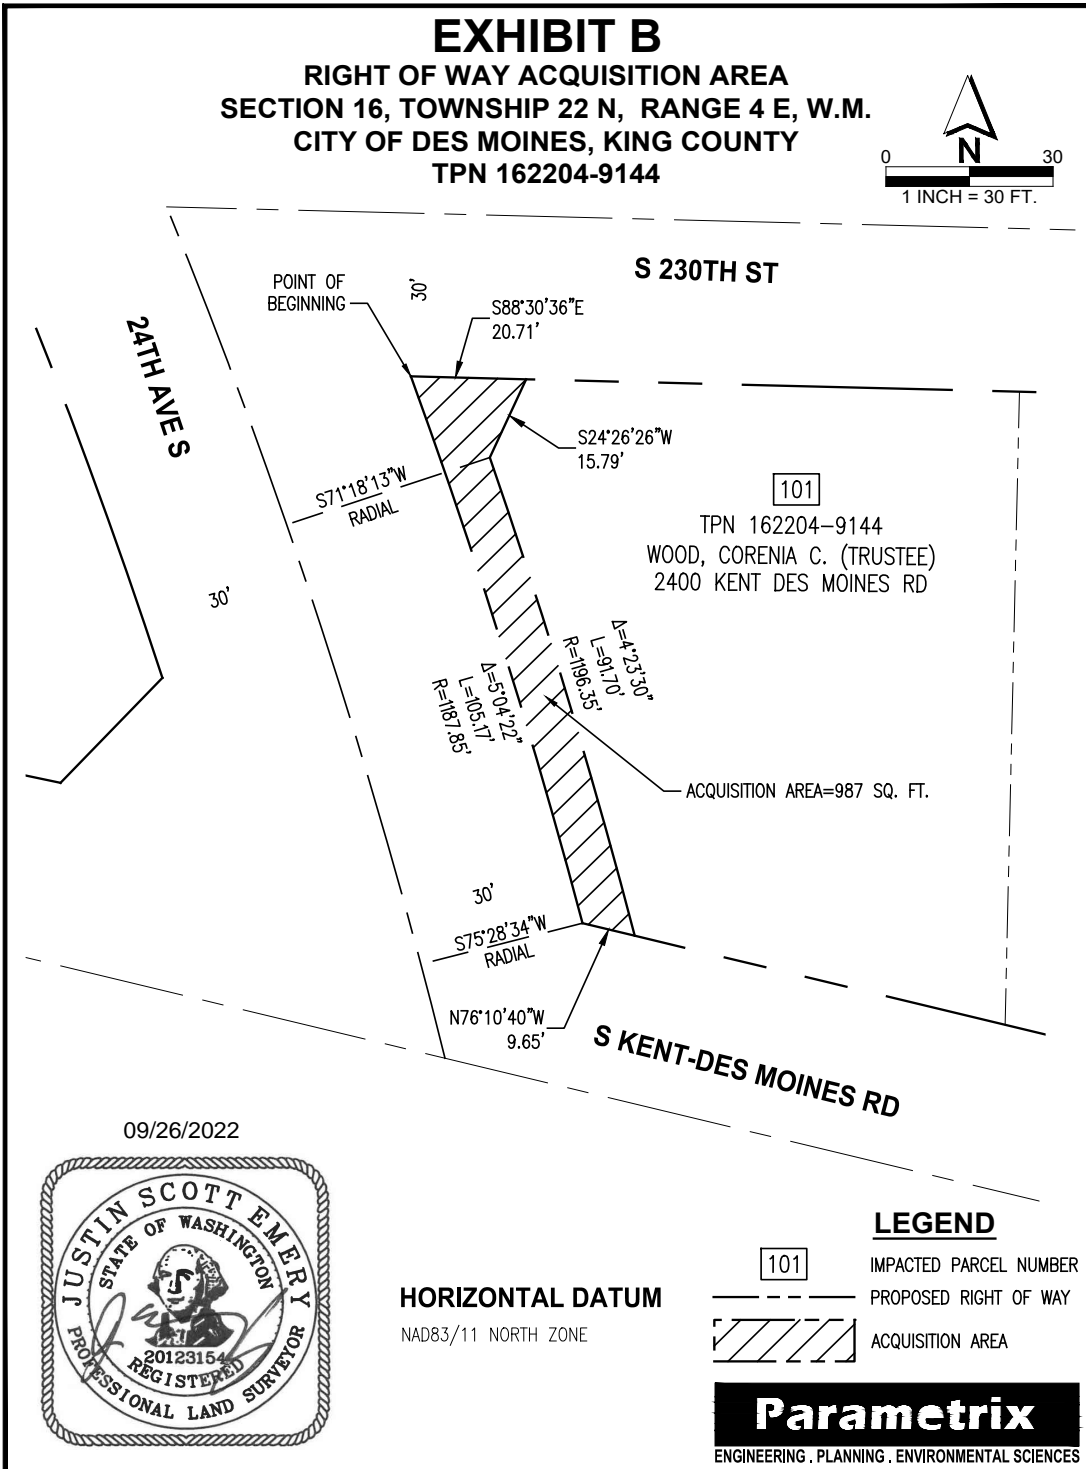 EXHIBIT B
RIGHT OF WAY ACQUISITION AREA
SECTION 16, TOWNSHIP 22 N, RANGE 4 E, W.M.
CITY OF DES MOINES, KING COUNTY
TPN 162204-9144
N
0 30
1 INCH = 30 FT.
S 230TH ST
POINT OF
BEGINNING
30'
S88°30'36"E
20.71'
24TH AVE S
S24°26'26"W
15.79'
S71°18'13"W
RADIAL
101
TPN 162204-9144
WOOD, CORENIA C. (TRUSTEE)
2400 KENT DES MOINES RD
30'
Δ=4°23'30"
L=91.70'
R=1196.35'
Δ=5°04'22"
L=105.17'
R=1187.85'
ACQUISITION AREA=987 SQ. FT.
30'
S75°28'34"W
RADIAL
N76°10'40"W
9.65'
S KENT-DES MOINES RD
09/26/2022
JUSTIN SCOTT EMERY
STATE OF WASHINGTON
20123154
REGISTERED
PROFESSIONAL LAND SURVEYOR
HORIZONTAL DATUM
NAD83/11 NORTH ZONE
LEGEND
101 IMPACTED PARCEL NUMBER
PROPOSED RIGHT OF WAY
ACQUISITION AREA
Parametrix
ENGINEERING . PLANNING . ENVIRONMENTAL SCIENCES